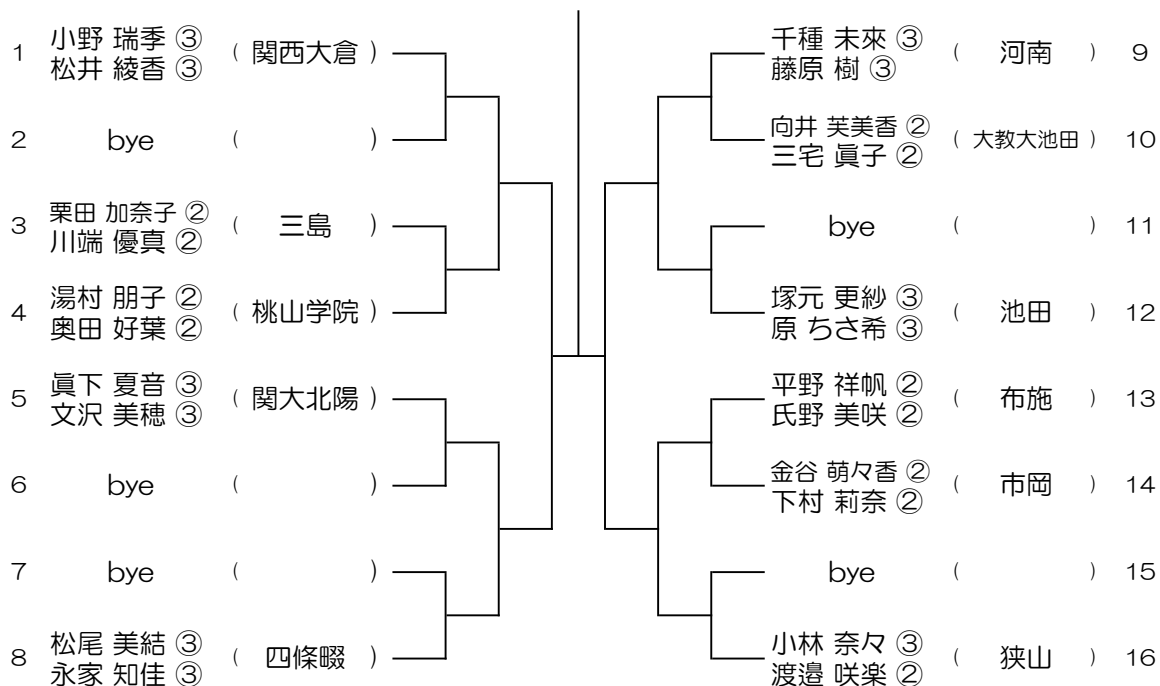 1 小野 瑞季 ③ ( 関西大倉 )
松井 綾香 ③
2 bye ( )
3 栗田 加奈子 ② ( 三島 )
川端 優真 ②
4 湯村 朋子 ② ( 桃山学院 )
奥田 好葉 ②
5 眞下 夏音 ③ ( 関大北陽 )
文沢 美穂 ③
6 bye ( )
7 bye ( )
8 松尾 美結 ③ ( 四條畷 )
永家 知佳 ③
千種 未來 ③ ( 河南 ) 9
藤原 樹 ③
向井 芙美香 ② ( 大教大池田 ) 10
三宅 眞子 ②
bye ( ) 11
塚元 更紗 ③ ( 池田 ) 12
原 ちさ希 ③
平野 祥帆 ② ( 布施 ) 13
氏野 美咲 ②
金谷 萌々香 ② ( 市岡 ) 14
下村 莉奈 ②
bye ( ) 15
小林 奈々 ③ ( 狭山 ) 16
渡邉 咲楽 ②